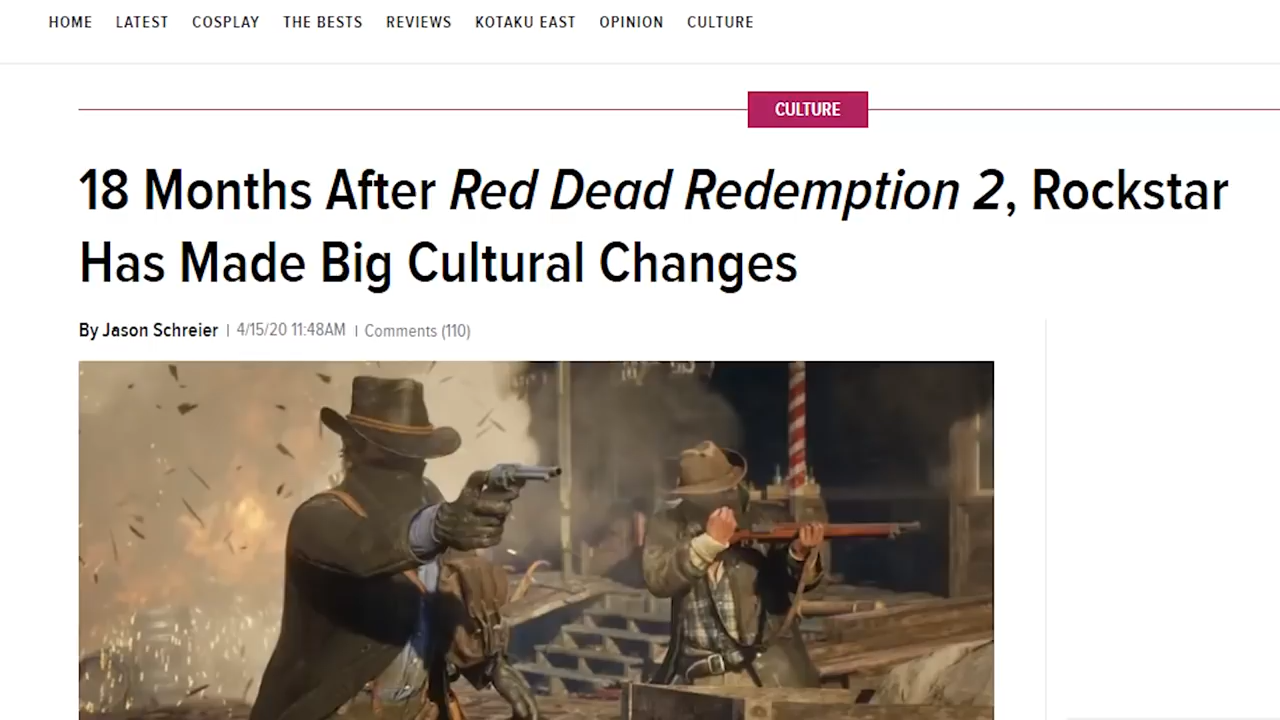 HOME LATEST COSPLAY THE BESTS REVIEWS KOTAKU EAST OPINION CULTURE
CULTURE
18 Months After Red Dead Redemption 2, Rockstar
Has Made Big Cultural Changes
By Jason Schreier | 4/15/20 11:48AM | Comments (110)